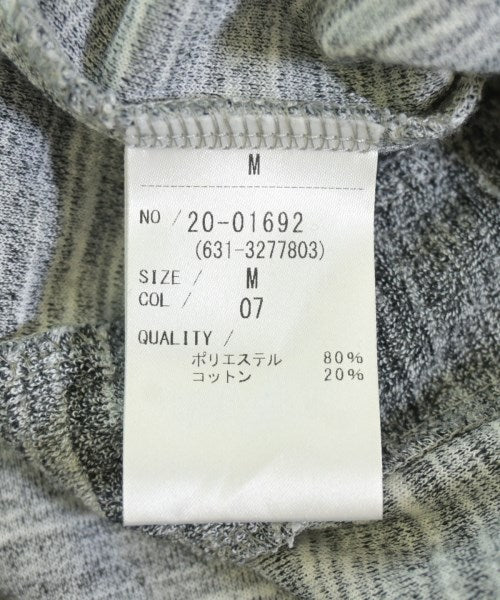 M
NO / 20-01692
(631-3277803)
SIZE / M
COL / 07
QUALITY /
ポリエステル 80%
コットン 20%